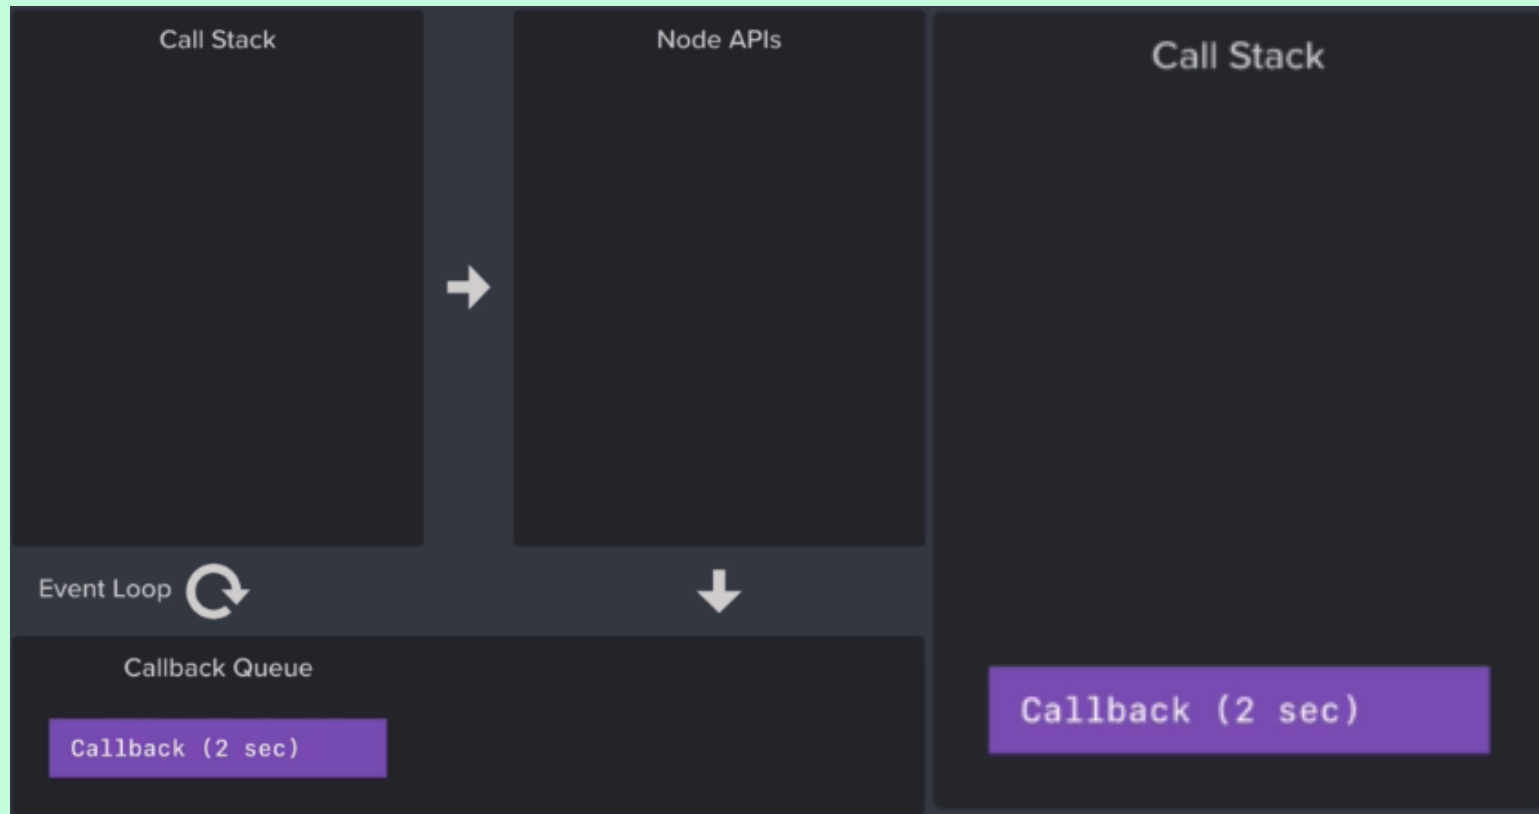 Call Stack
Node APIs
Call Stack
Event Loop
Callback Queue
Callback (2 sec)
Callback (2 sec)